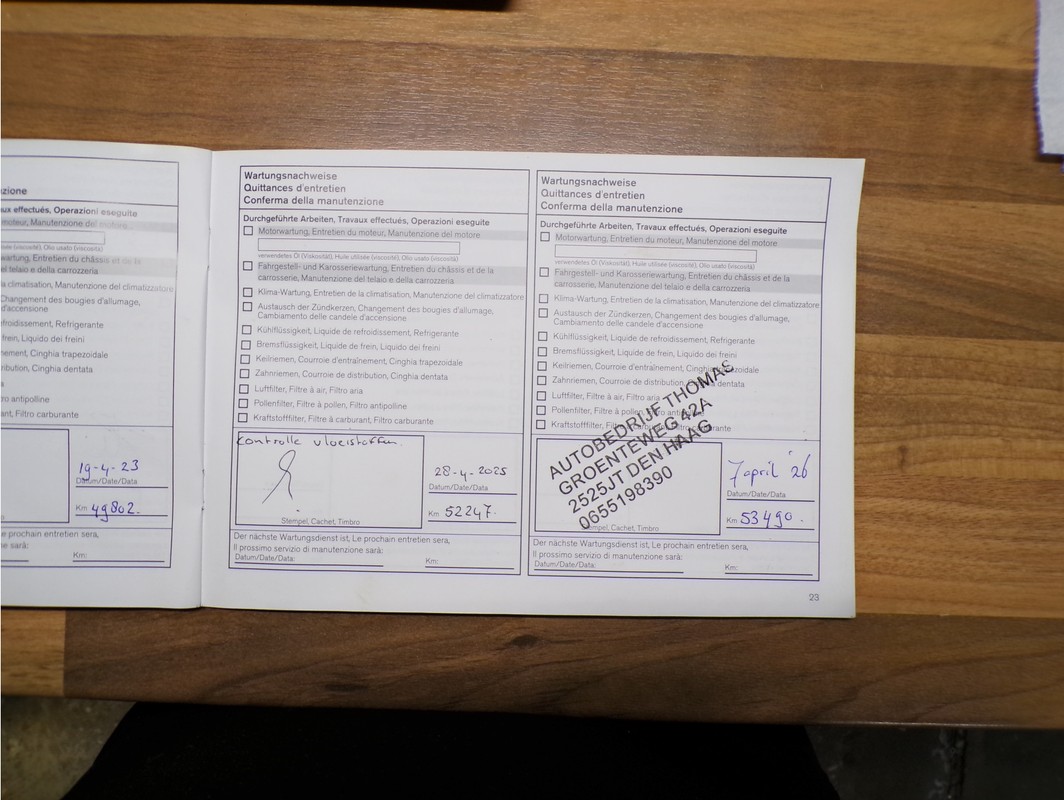 zione
aux effectués, Operazioni eseguite
moteur, Manutenzione del motore
(viscosité), Olio usato (viscosità)
wartung, Entretien du châssis et de la
del telaio e della carrozzeria
la climatisation, Manutenzione del climatizzatore
Changement des bougies d'allumage,
d'accensione
froidissement, Refrigerante
frein, Liquido dei freini
nement, Cinghia trapezoidale
ribution, Cinghia dentata
a
ro antipolline
ant, Filtro carburante
19-4-23
Datum/Date/Data
Km 49802.
e prochain entretien sera,
ne sarà:
Km:
Wartungsnachweise
Quittances d'entretien
Conferma della manutenzione
Durchgeführte Arbeiten, Travaux effectués, Operazioni eseguite
Motorwartung, Entretien du moteur, Manutenzione del motore
verwendetes Öl (Viskosität), Huile utilisée (viscosité), Olio usato (viscosità)
Fahrgestell- und Karosseriewartung, Entretien du châssis et de la
carrosserie, Manutenzione del telaio e della carrozzeria
Klima-Wartung, Entretien de la climatisation, Manutenzione del climatizzatore
Austausch der Zündkerzen, Changement des bougies d'allumage,
Cambiamento delle candele d'accensione
Kühlflüssigkeit, Liquide de refroidissement, Refrigerante
Bremsflüssigkeit, Liquide de frein, Liquido dei freini
Keilriemen, Courroie d'entraînement, Cinghia trapezoidale
Zahnriemen, Courroie de distribution, Cinghia dentata
Luftfilter, Filtre à air, Filtro aria
Pollenfilter, Filtre à pollen, Filtro antipolline
Kraftstofffilter, Filtre à carburant, Filtro carburante
Kontrolle vloeistoffen.
28-4-2025
Datum/Date/Data
Km 52247.
Stempel, Cachet, Timbro
Der nächste Wartungsdienst ist, Le prochain entretien sera,
Il prossimo servizio di manutenzione sarà:
Datum/Date/Data:
Km:
Wartungsnachweise
Quittances d'entretien
Conferma della manutenzione
Durchgeführte Arbeiten, Travaux effectués, Operazioni eseguite
Motorwartung, Entretien du moteur, Manutenzione del motore
verwendetes Öl (Viskosität), Huile utilisée (viscosité), Olio usato (viscosità)
Fahrgestell- und Karosseriewartung, Entretien du châssis et de la
carrosserie, Manutenzione del telaio e della carrozzeria
Klima-Wartung, Entretien de la climatisation, Manutenzione del climatizzatore
Austausch der Zündkerzen, Changement des bougies d'allumage,
Cambiamento delle candele d'accensione
Kühlflüssigkeit, Liquide de refroidissement, Refrigerante
Bremsflüssigkeit, Liquide de frein, Liquido dei freini
Keilriemen, Courroie d'entraînement, Cinghia trapezoidale
Zahnriemen, Courroie de distribution, Cinghia dentata
Luftfilter, Filtre à air, Filtro aria
Pollenfilter, Filtre à pollen, Filtro antipolline
Kraftstofffilter, Filtre à carburant, Filtro carburante
AUTOBEDRIJF THOMAS
GROENTEWEG 42A
2525JT DEN HAAG
0655198390
7 april '26
Datum/Date/Data
Km 53490.
Stempel, Cachet, Timbro
Der nächste Wartungsdienst ist, Le prochain entretien sera,
Il prossimo servizio di manutenzione sarà:
Datum/Date/Data:
Km:
23